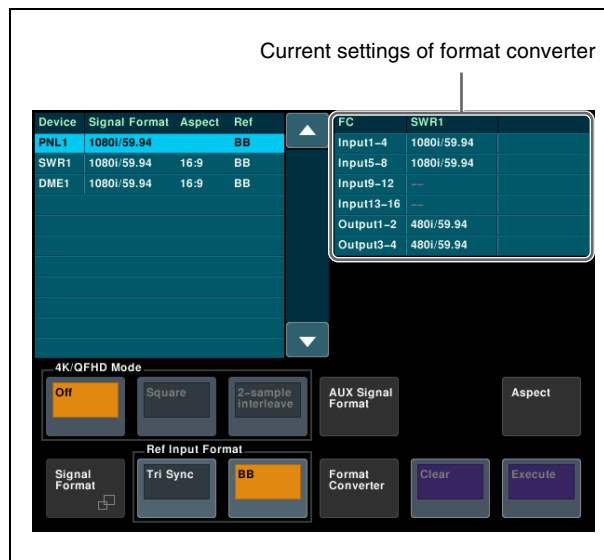 Current settings of format converter
Device Signal Format Aspect Ref
PNL1 1080i/59.94 BB
SWR1 1080i/59.94 16:9 BB
DME1 1080i/59.94 16:9 BB
FC SWR1
Input1–4 1080i/59.94
Input5–8 1080i/59.94
Input9–12 ––
Input13–16 ––
Output1–2 480i/59.94
Output3–4 480i/59.94
4K/QFHD Mode
Off
Square
2–sample
interleave
AUX Signal
Format
Aspect
Ref Input Format
Signal
Format
Tri Sync
BB
Format
Converter
Clear
Execute